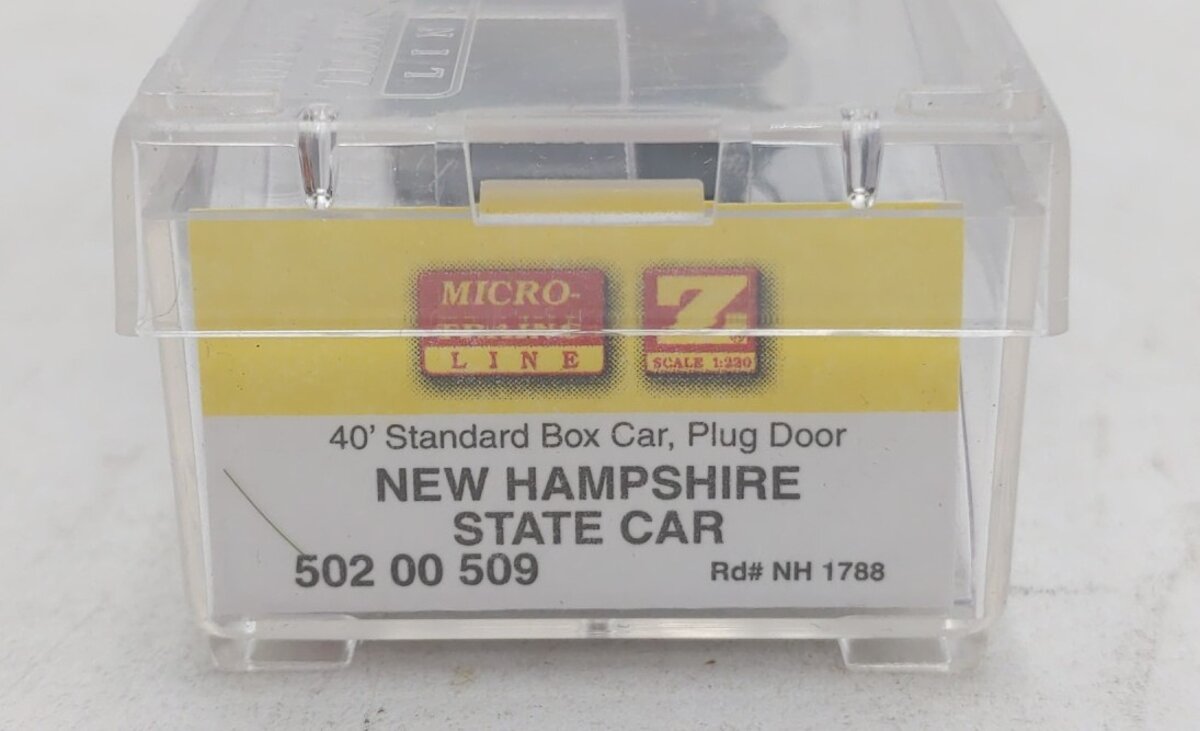 LIN
MICRO-
LINE
Z
SCALE 1:220
40' Standard Box Car, Plug Door
NEW HAMPSHIRE
STATE CAR
502 00 509 Rd# NH 1788